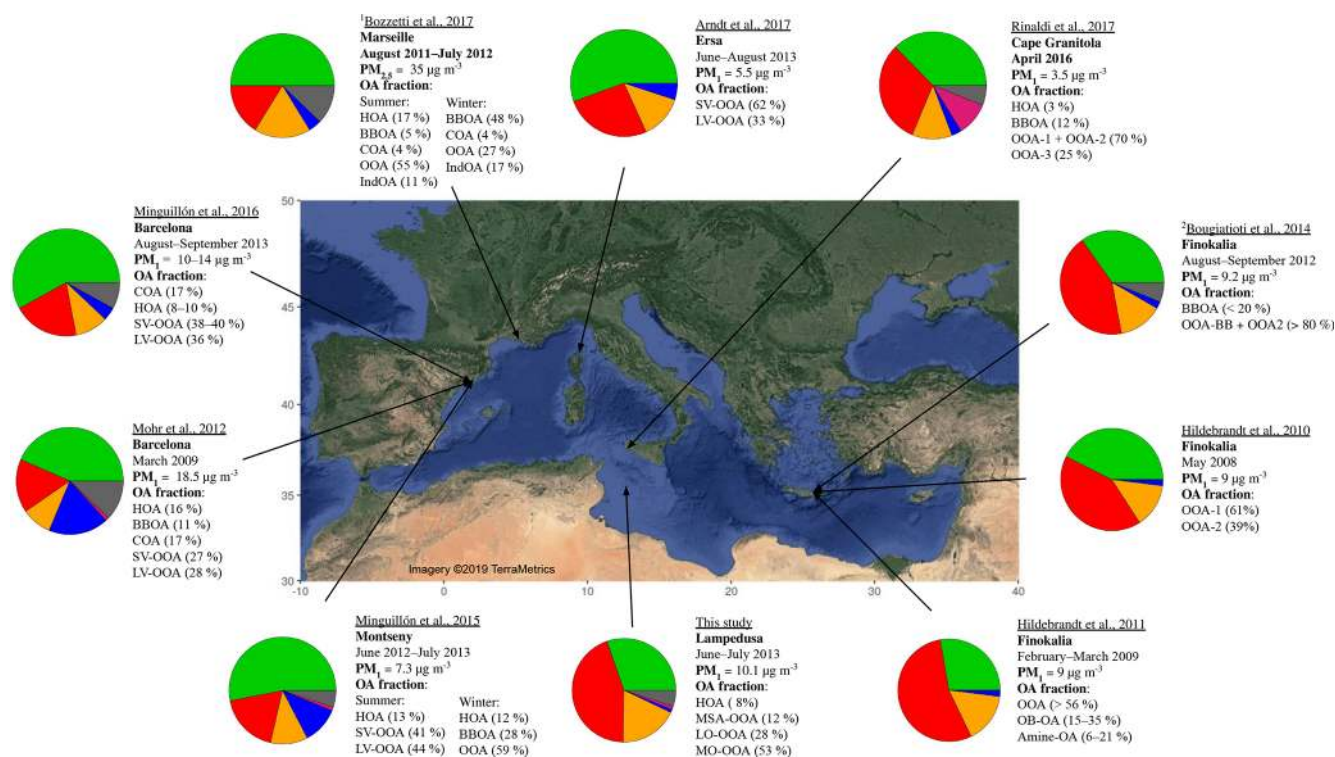 ¹Bozzetti et al., 2017
Marseille
August 2011–July 2012
PM2.5 = 35 µg m-3
OA fraction:
Summer:
HOA (17 %)
BBOA (5 %)
COA (4 %)
OOA (55 %)
IndOA (11 %)
Winter:
BBOA (48 %)
COA (4 %)
OOA (27 %)
IndOA (17 %)
Arndt et al., 2017
Ersa
June–August 2013
PM1 = 5.5 µg m-3
OA fraction:
SV-OOA (62 %)
LV-OOA (33 %)
Rinaldi et al., 2017
Cape Granitola
April 2016
PM1 = 3.5 µg m-3
OA fraction:
HOA (3 %)
BBOA (12 %)
OOA-1 + OOA-2 (70 %)
OOA-3 (25 %)
Minguillón et al., 2016
Barcelona
August–September 2013
PM1 = 10–14 µg m-3
OA fraction:
COA (17 %)
HOA (8–10 %)
SV-OOA (38–40 %)
LV-OOA (36 %)
²Bougiatioti et al., 2014
Finokalia
August–September 2012
PM1 = 9.2 µg m-3
OA fraction:
BBOA (< 20 %)
OOA-BB + OOA2 (> 80 %)
Mohr et al., 2012
Barcelona
March 2009
PM1 = 18.5 µg m-3
OA fraction:
HOA (16 %)
BBOA (11 %)
COA (17 %)
SV-OOA (27 %)
LV-OOA (28 %)
Hildebrandt et al., 2010
Finokalia
May 2008
PM1 = 9 µg m-3
OA fraction:
OOA-1 (61%)
OOA-2 (39%)
50
45
40
35
30
Imagery ©2019 TerraMetrics
-10 0 10 20 30 40
Minguillón et al., 2015
Montseny
June 2012–July 2013
PM1 = 7.3 µg m-3
OA fraction:
Summer:
HOA (13 %)
SV-OOA (41 %)
LV-OOA (44 %)
Winter:
HOA (12 %)
BBOA (28 %)
OOA (59 %)
This study
Lampedusa
June–July 2013
PM1 = 10.1 µg m-3
OA fraction:
HOA ( 8%)
MSA-OOA (12 %)
LO-OOA (28 %)
MO-OOA (53 %)
Hildebrandt et al., 2011
Finokalia
February–March 2009
PM1 = 9 µg m-3
OA fraction:
OOA (> 56 %)
OB-OA (15–35 %)
Amine-OA (6–21 %)